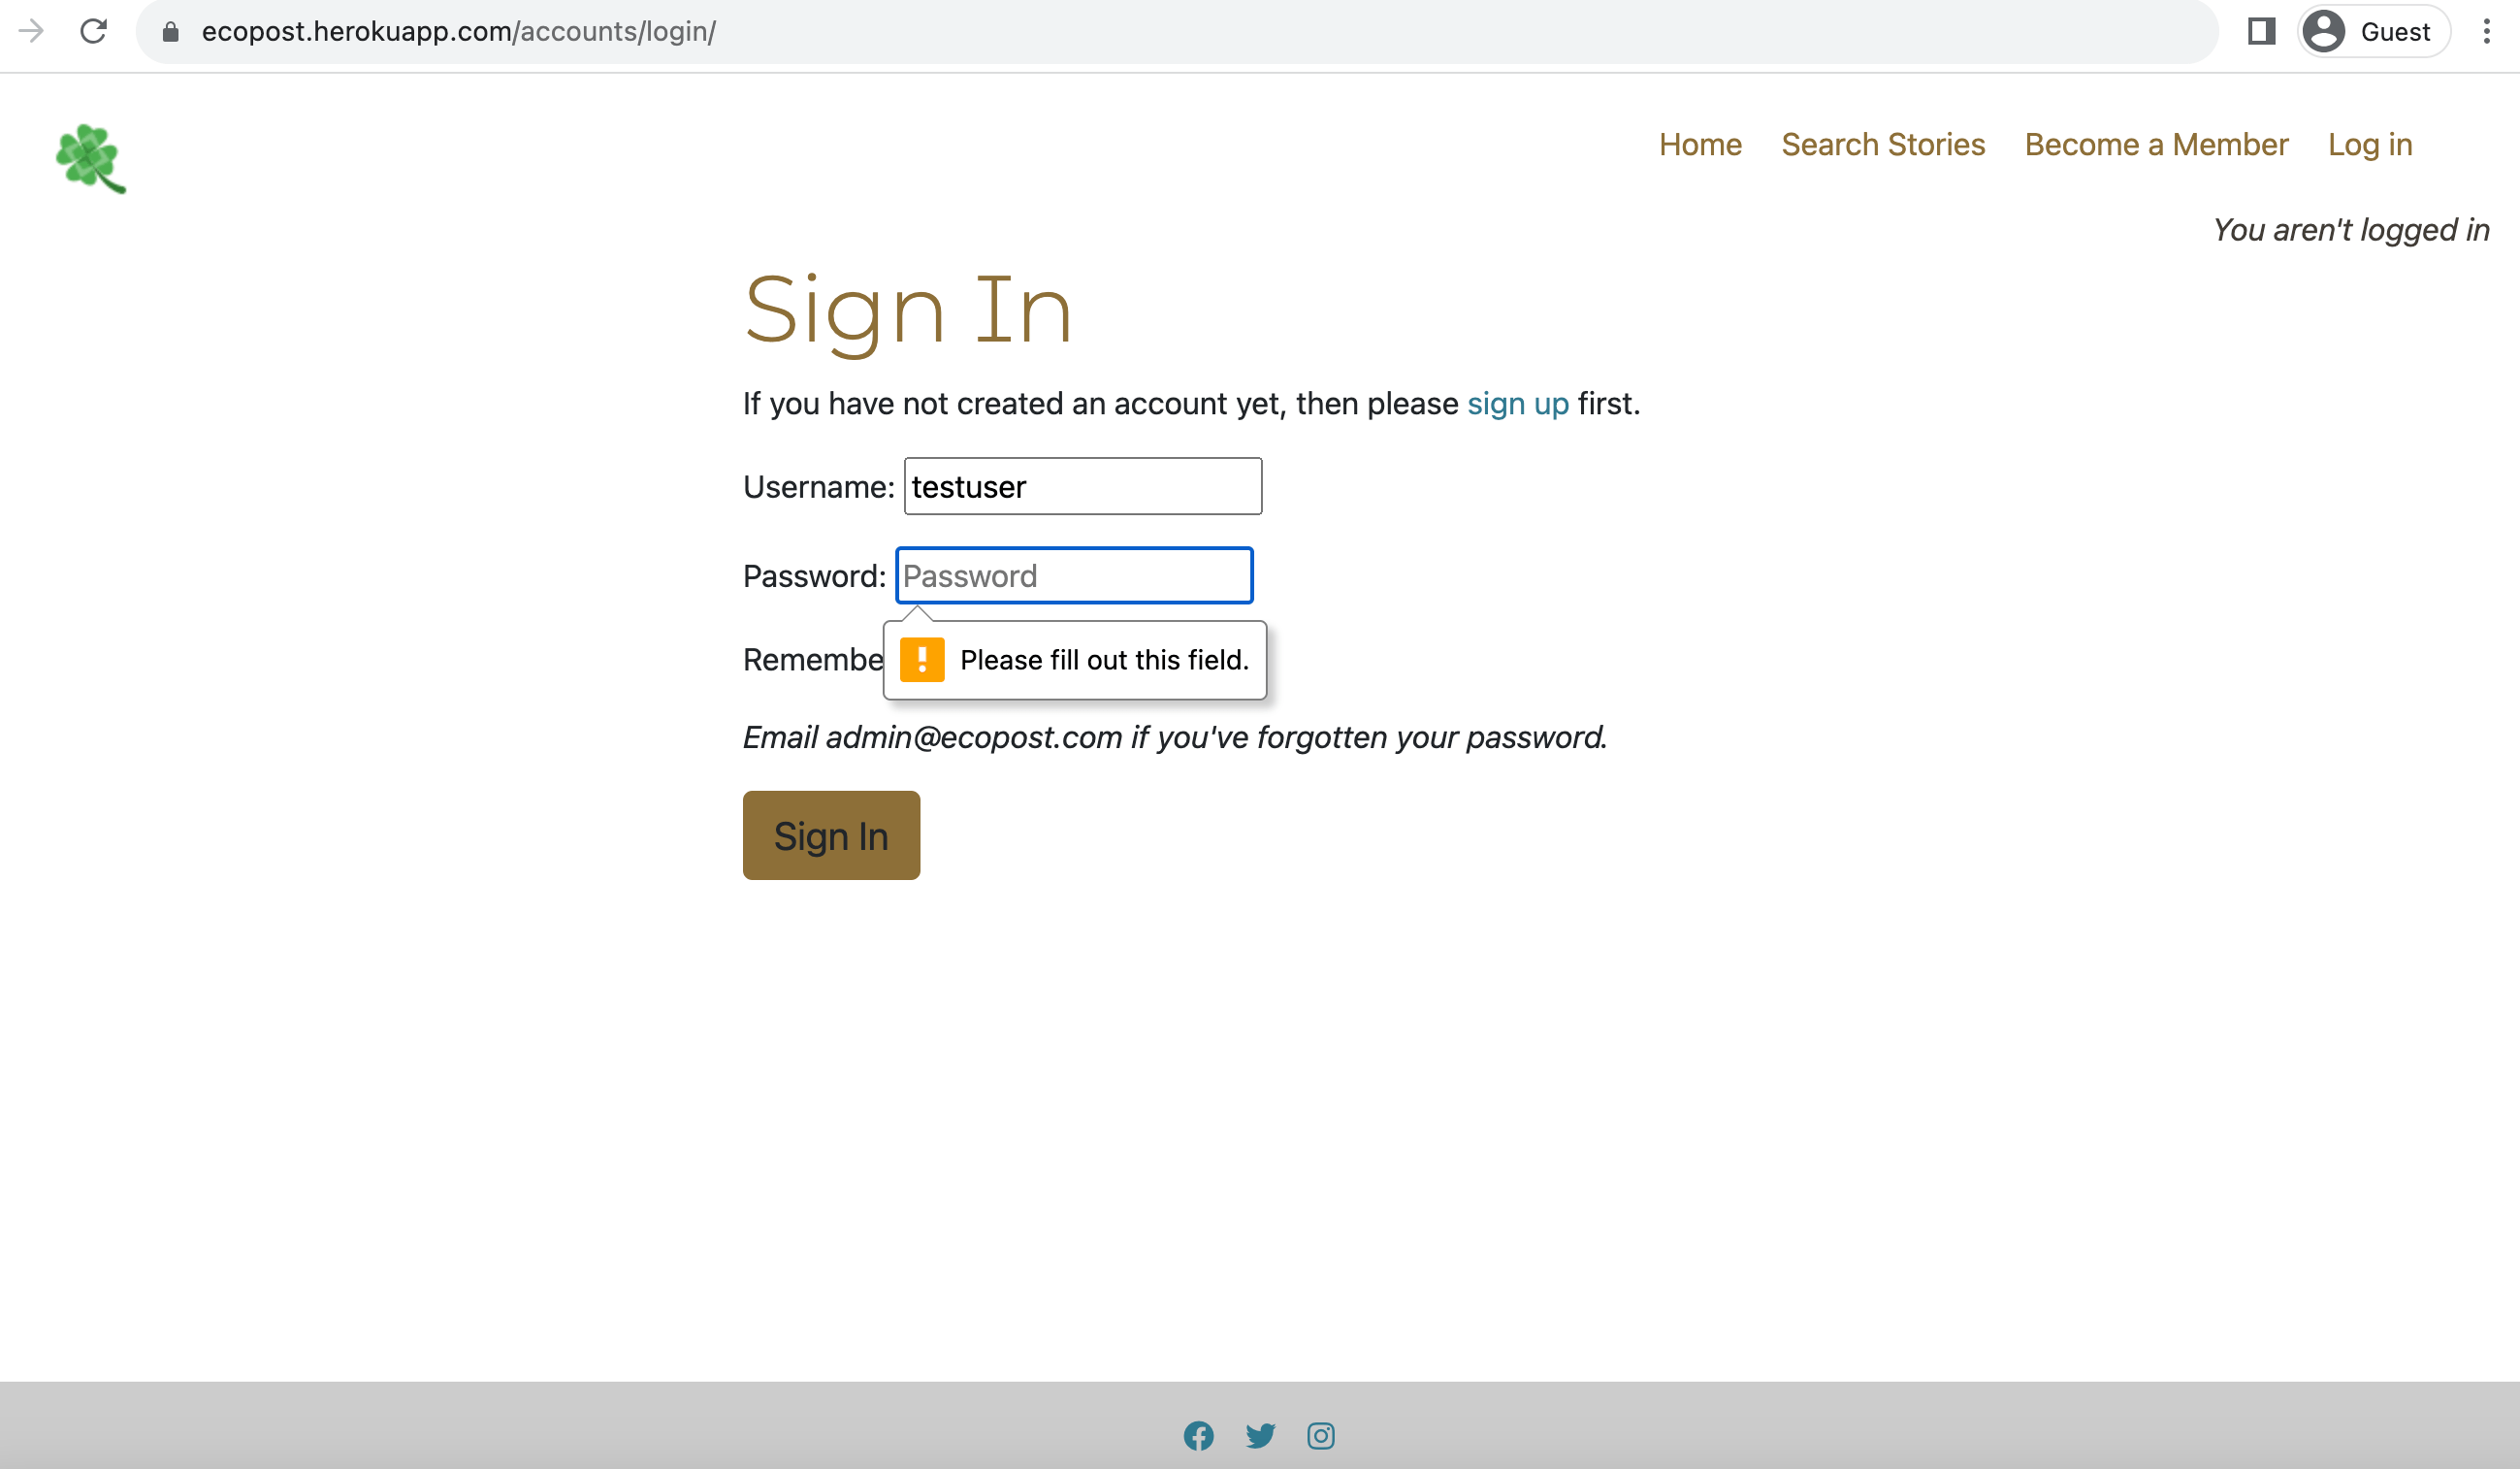 ecopost.herokuapp.com/accounts/login/
Guest
Home Search Stories Become a Member Log in
You aren't logged in
Sign In
If you have not created an account yet, then please sign up first.
Username: testuser
Password: Password
Remembe
Please fill out this field.
Email admin@ecopost.com if you've forgotten your password.
Sign In